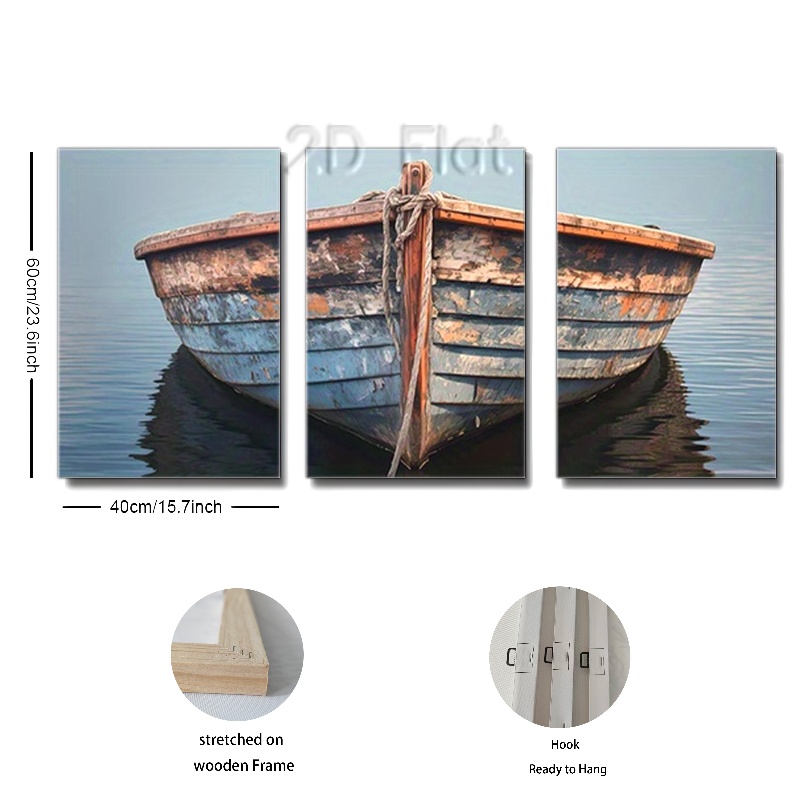 2D Flat
60cm/23.6inch
40cm/15.7inch
stretched on
wooden Frame
Hook
Ready to Hang